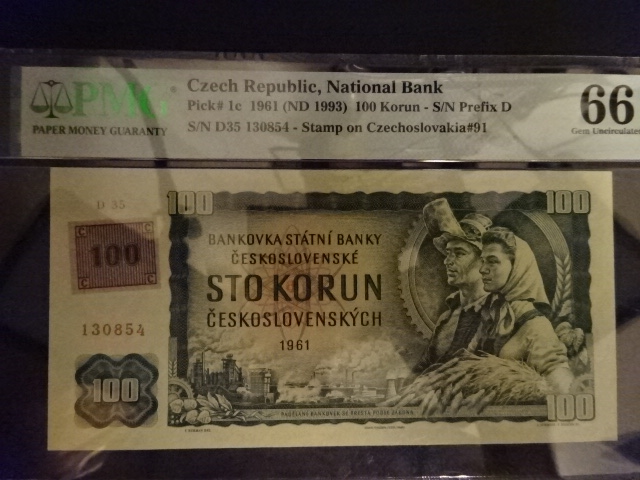 PMG
PAPER MONEY GUARANTY
Czech Republic, National Bank
Pick# 1c 1961 (ND 1993) 100 Korun - S/N Prefix D
S/N D35 130854 - Stamp on Czechoslovakia#91
66
Gem Uncirculated
D 35
100
100
C C
100
C C
BANKOVKA STÁTNÍ BANKY
ČESKOSLOVENSKÉ
STO KORUN
ČESKOSLOVENSKÝCH
1961
130854
100
100